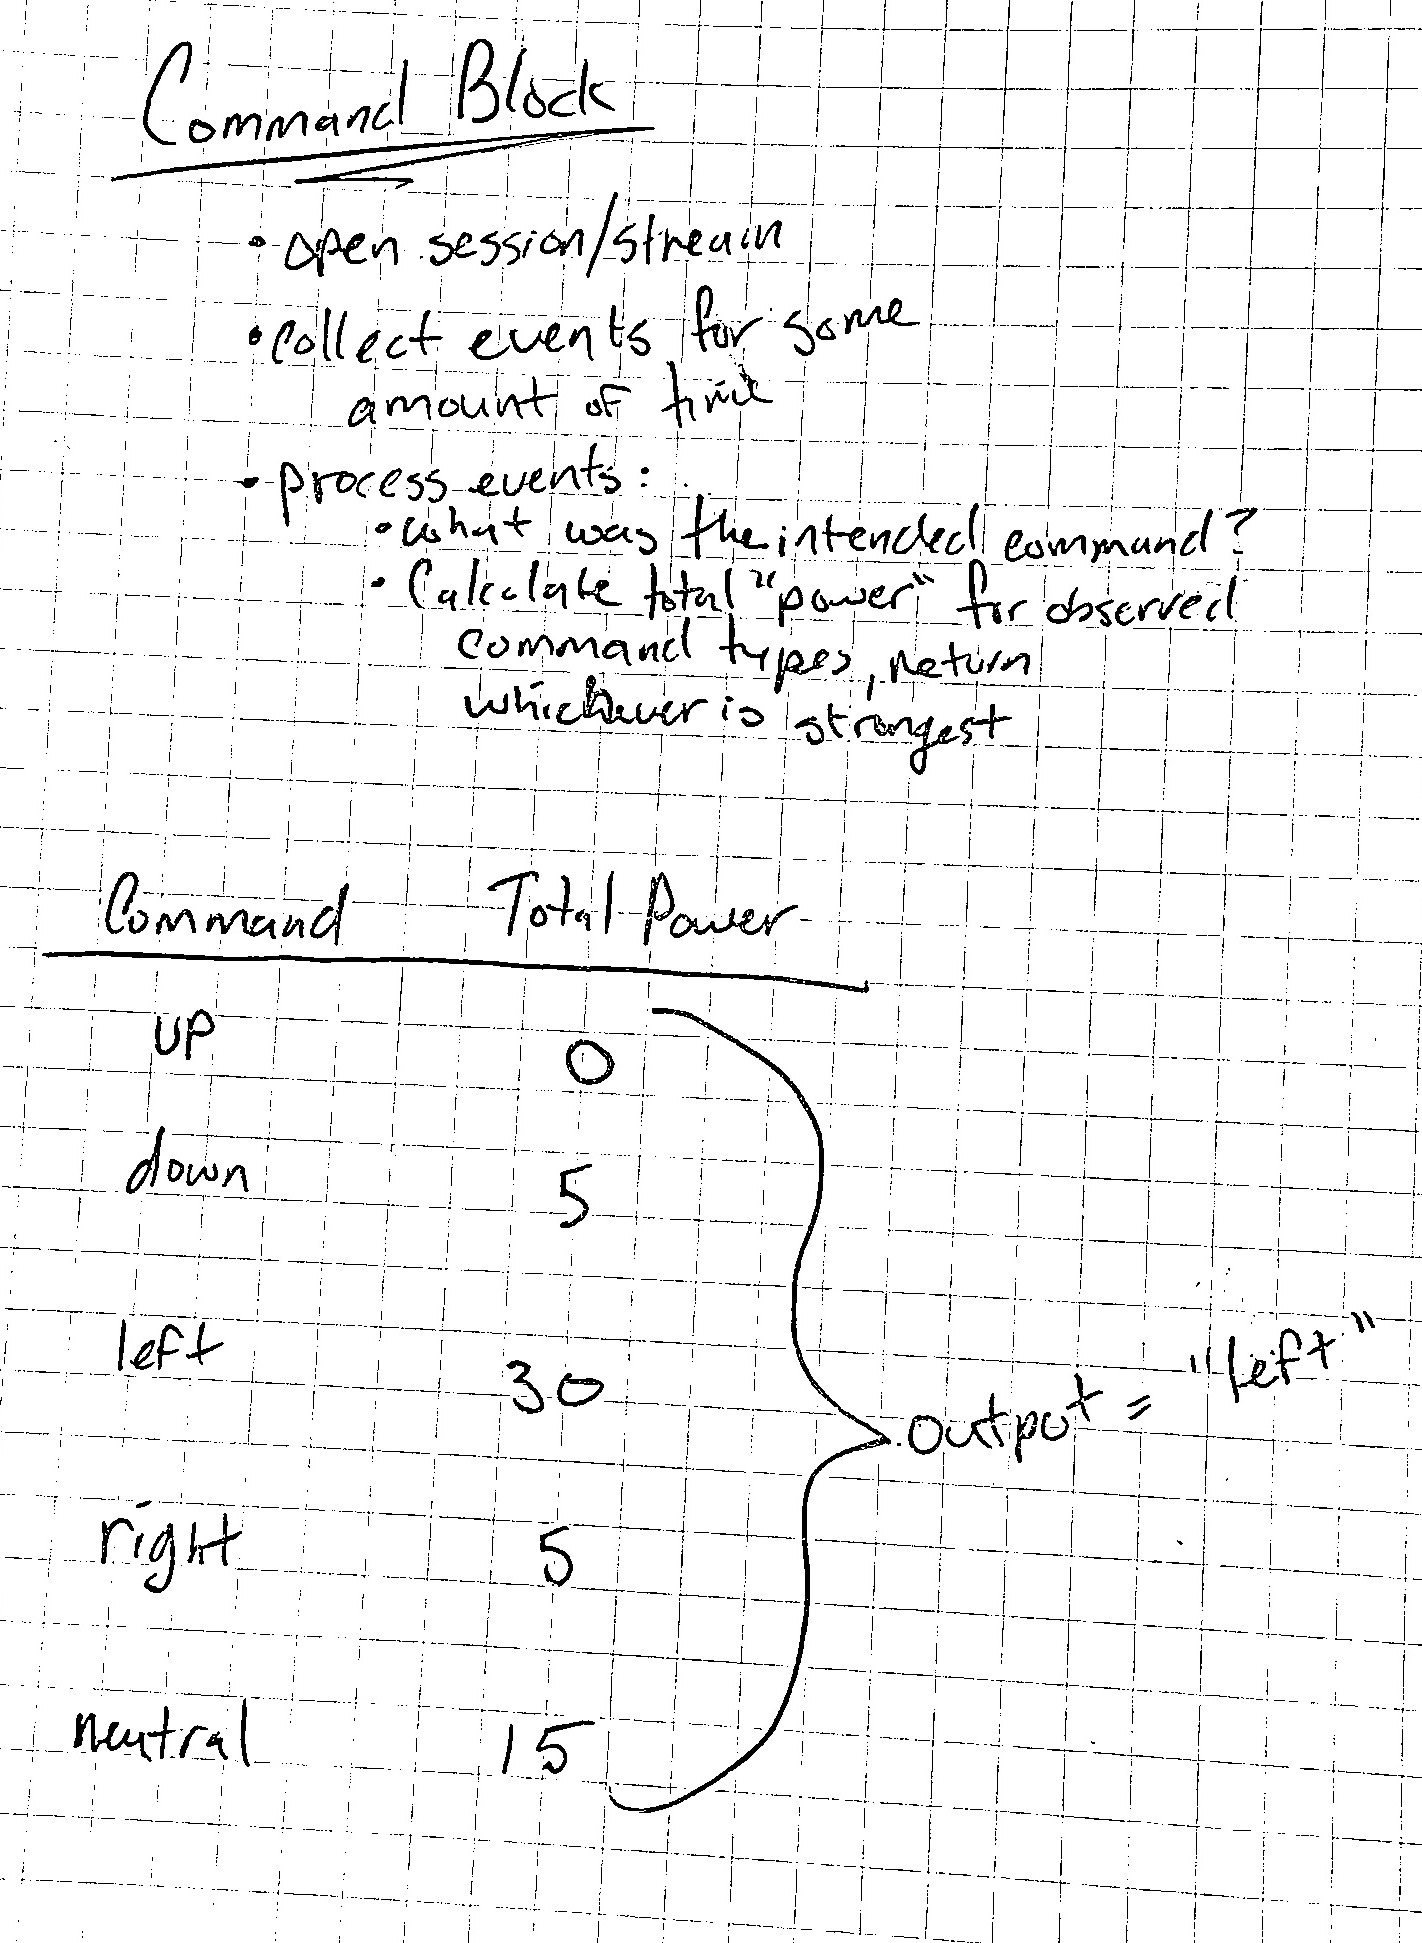 Command Block
• open session/stream
• collect events for some
amount of time
• process events:
• what was the intended command?
• Calculate total "power" for observed
command types, return
whichever is strongest
Command Total Power
up 0
down 5
left 30
output = "left"
right 5
neutral 15